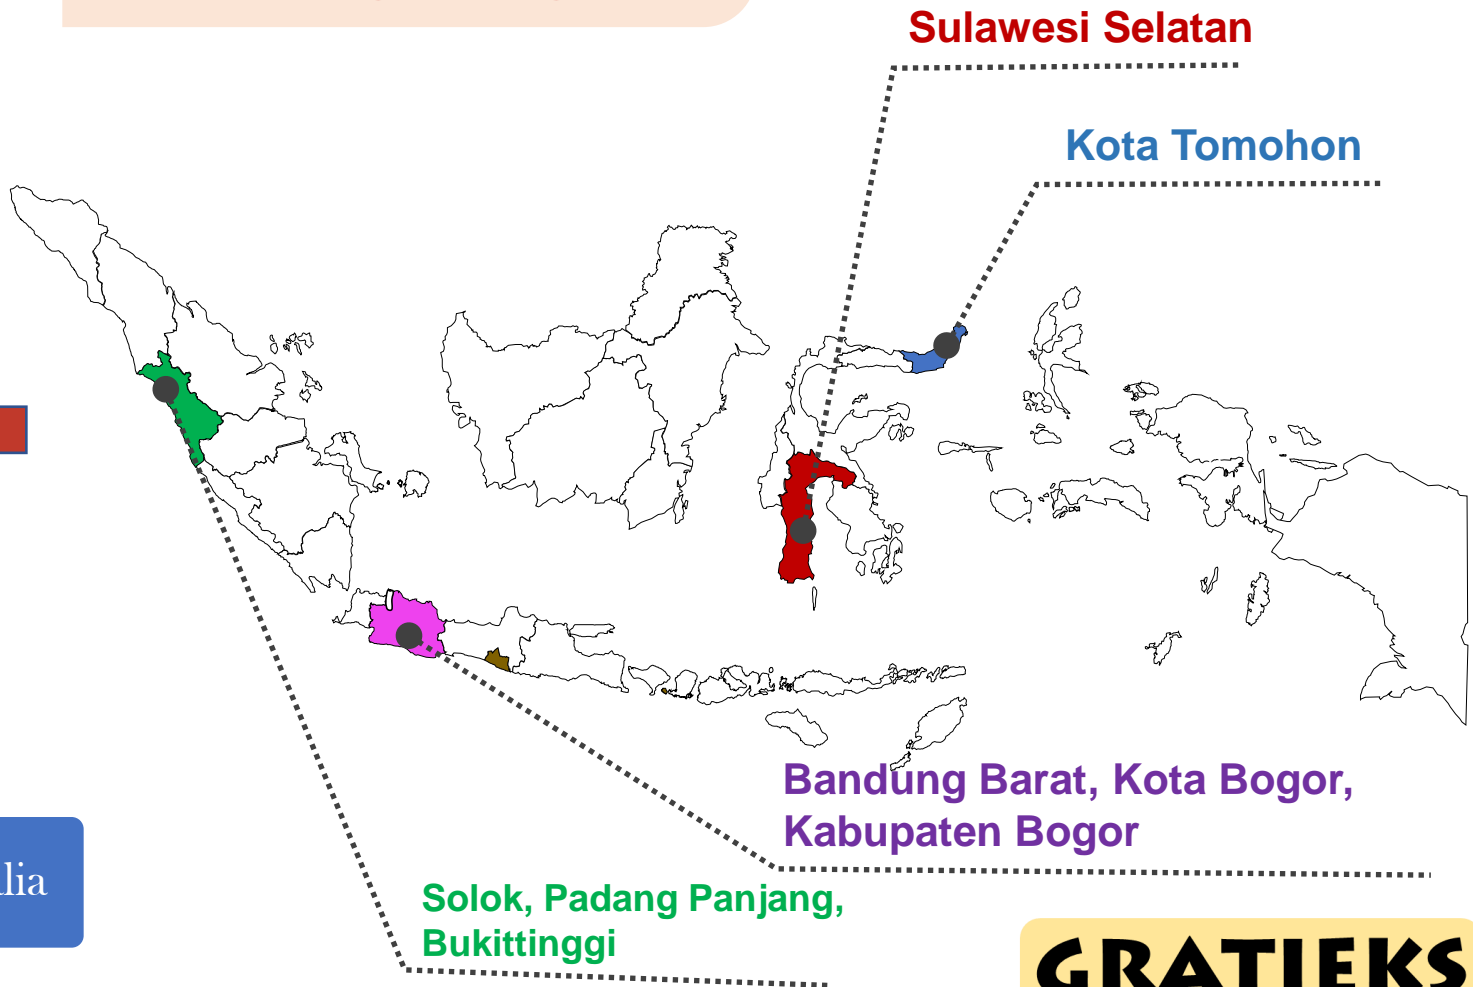 Sulawesi Selatan
Kota Tomohon
Bandung Barat, Kota Bogor,
Kabupaten Bogor
Solok, Padang Panjang,
Bukittinggi
GRATIEKS